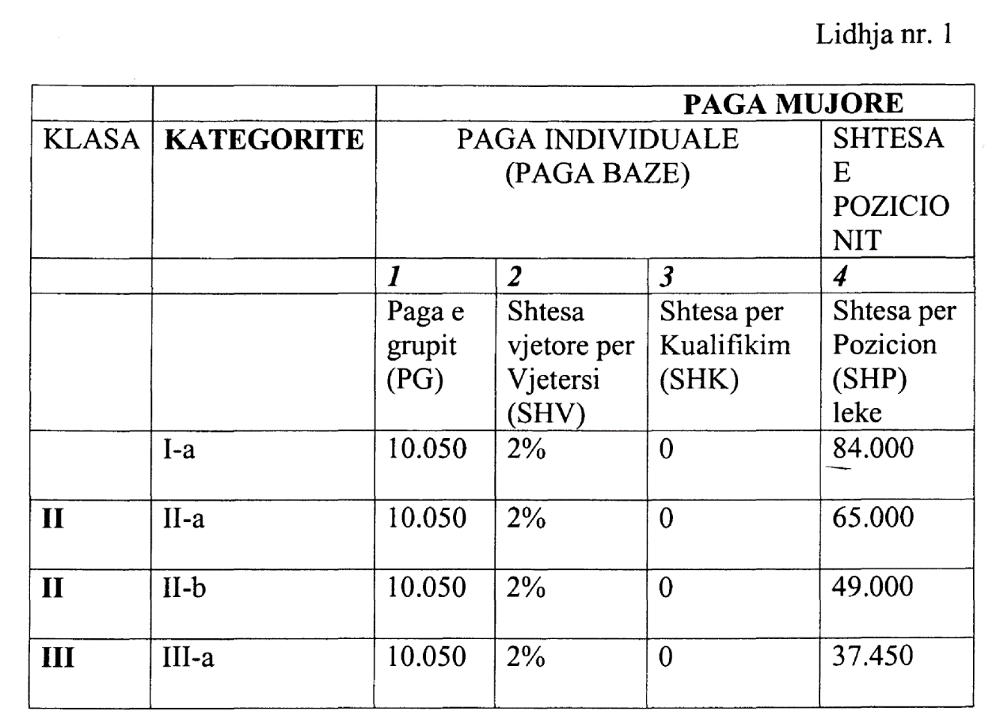 Lidhja nr. 1
PAGA MUJORE
KLASA KATEGORITE PAGA INDIVIDUALE SHTESA
(PAGA BAZE) E
POZICIO
NIT
1 2 3 4
Paga e Shtesa Shtesa per Shtesa per
grupit vjetore per Kualifikim Pozicion
(PG) Vjetersi (SHK) (SHP)
(SHV) leke
I-a 10.050 2% 0 84.000
II II-a 10.050 2% 0 65.000
II II-b 10.050 2% 0 49.000
III III-a 10.050 2% 0 37.450